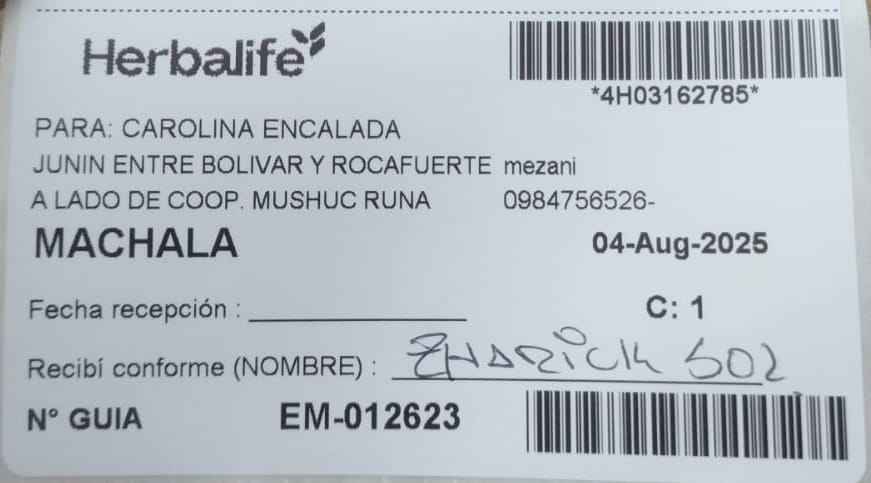 Herbalife
*4H03162785*
PARA: CAROLINA ENCALADA
JUNIN ENTRE BOLIVAR Y ROCAFUERTE mezani
A LADO DE COOP. MUSHUC RUNA 0984756526-
MACHALA 04-Aug-2025
Fecha recepción : 
C: 1
Recibí conforme (NOMBRE) : 
N° GUIA EM-012623